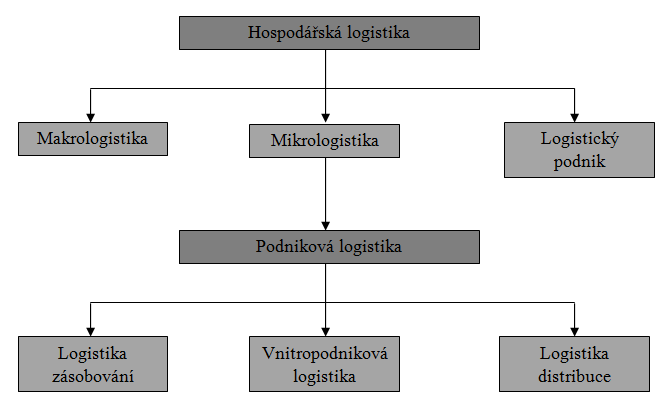 Hospodářská logistika
Makrologistika
Mikrologistika
Logistický
podnik
Podniková logistika
Logistika
zásobování
Vnitropodniková
logistika
Logistika
distribuce